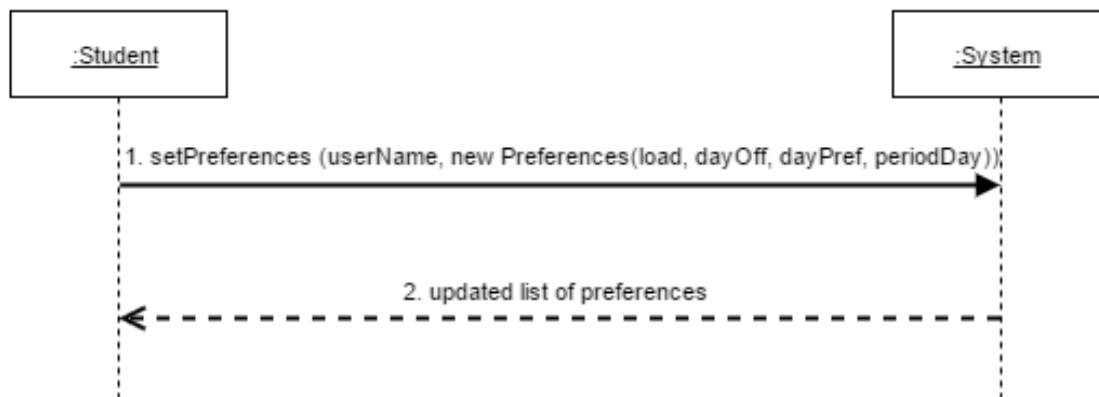 :Student
:System
1. setPreferences (userName, new Preferences(load, dayOff, dayPref, periodDay))
2. updated list of preferences